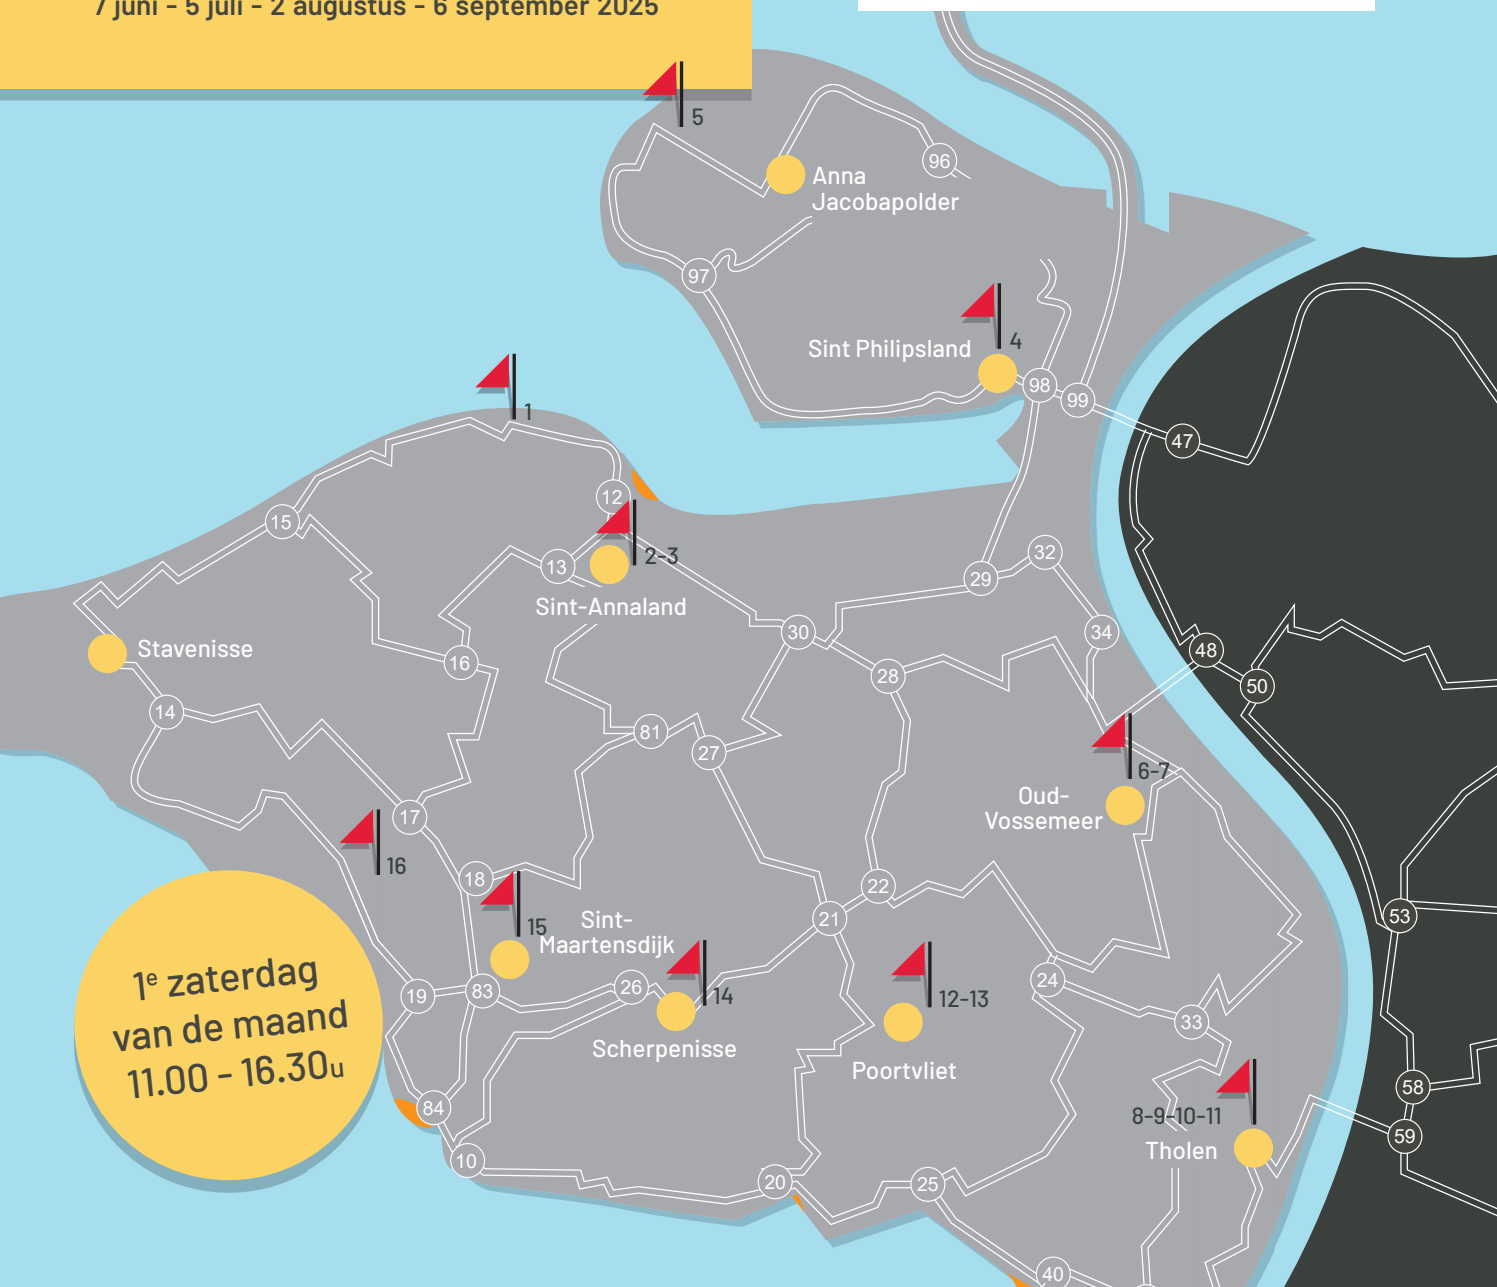 7 juni - 5 juli - 2 augustus - 6 september 2025
5
96
Anna
Jacobapolder
97
4
Sint Philipsland
98
99
47
1
12
15
2-3
13
32
29
Sint-Annaland
30
34
Stavenisse
16
48
28
50
14
81
27
6-7
Oud-
Vossemeer
17
16
18
22
15
Sint-
Maartensdijk
21
53
1e zaterdag
van de maand
11.00 - 16.30u
19
83
26
14
12-13
24
33
Scherpenisse
Poortvliet
58
84
8-9-10-11
Tholen
59
10
20
25
40